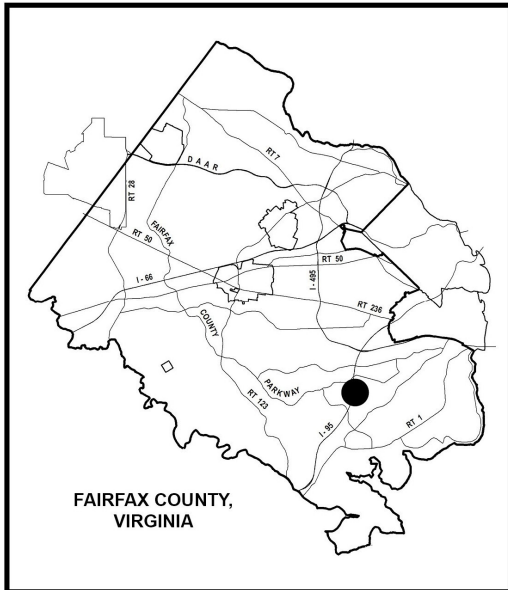 RT 7
DAAR
RT 28
FAIRFAX
RT 50
RT 50
I - 66
I - 495
RT 236
COUNTY
PARKWAY
RT 123
I - 95
RT 1
FAIRFAX COUNTY,
VIRGINIA